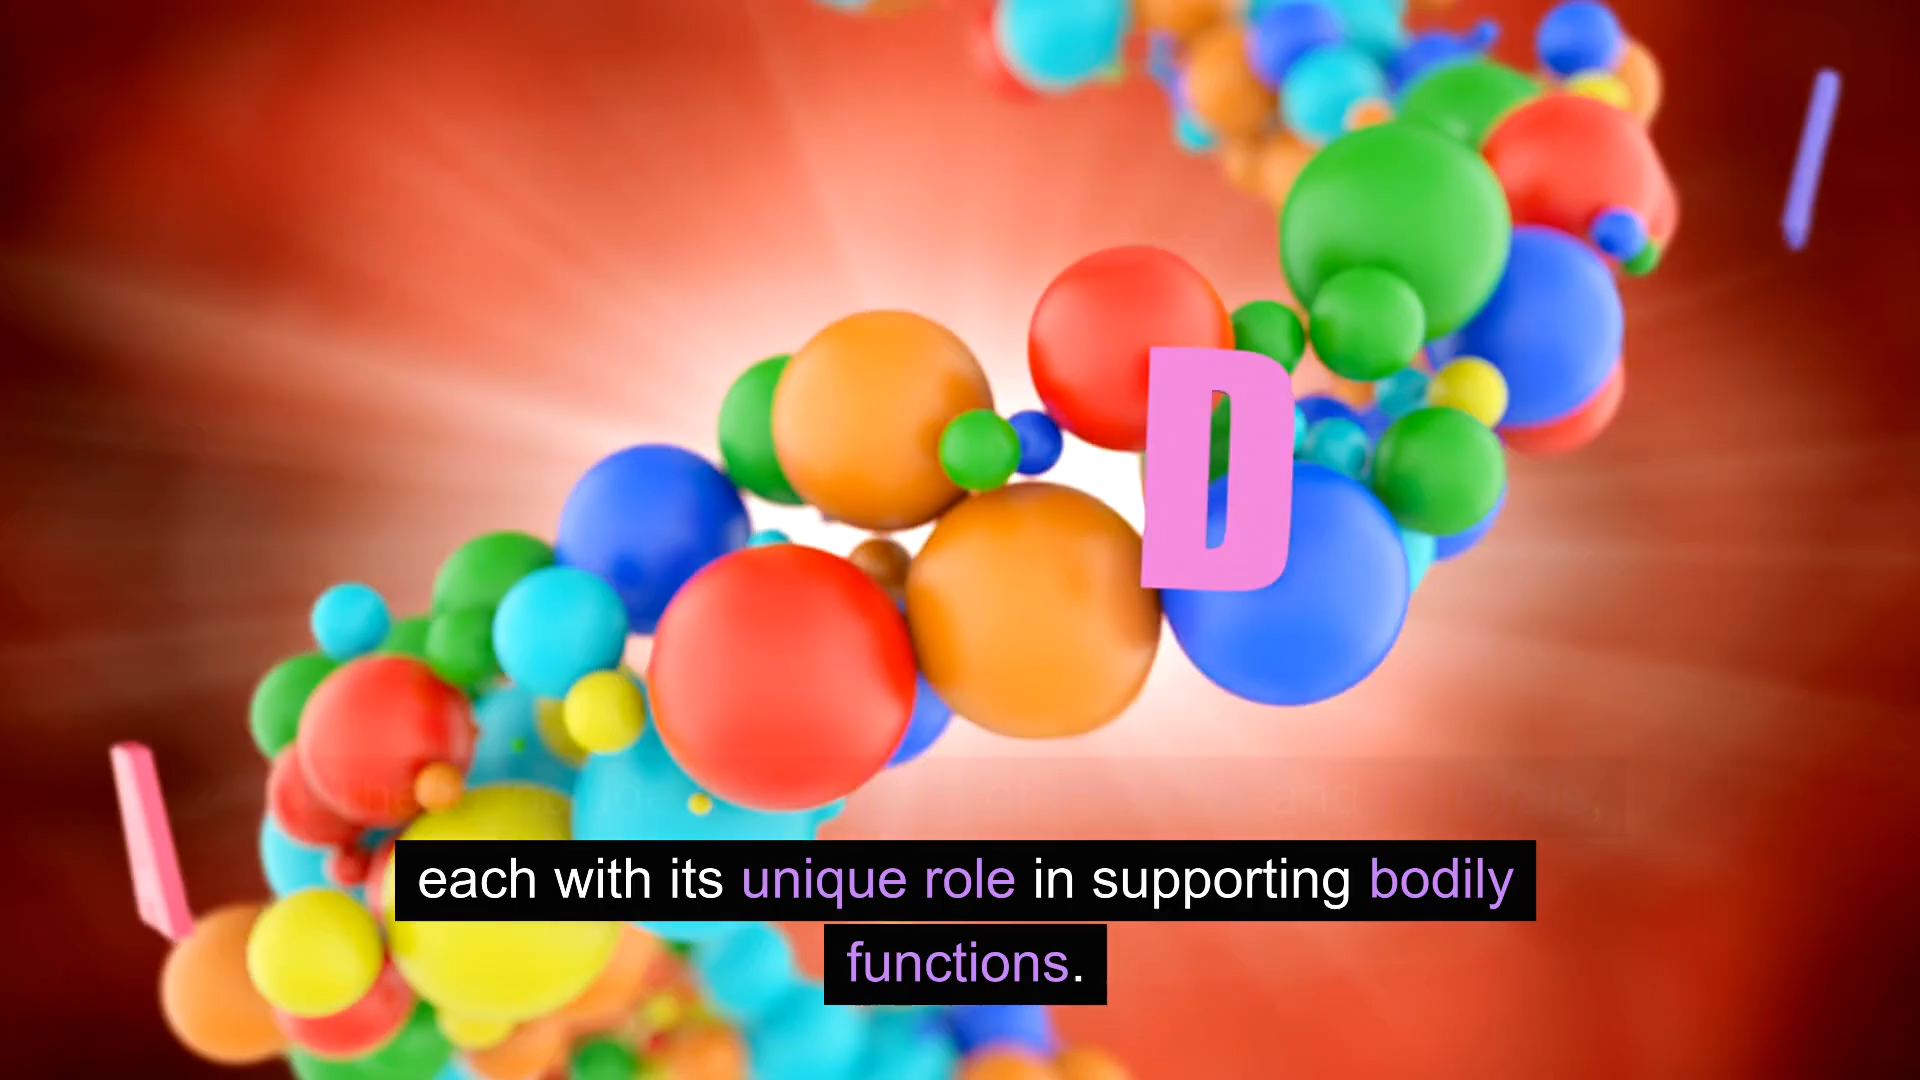 D
each with its unique role in supporting bodily
functions.